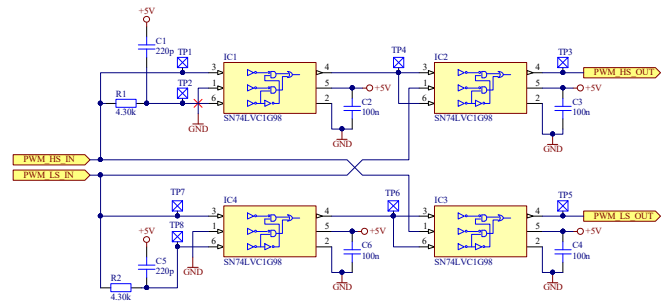 +5V
C1
220p
TP1
TP2
R1
4.30k
IC1
3
1
6
4
5
2
SN74LVC1G98
GND
+5V
C2
100n
GND
TP4
IC2
3
1
6
4
5
2
SN74LVC1G98
TP3
PWM_HS_OUT
+5V
C3
100n
GND
PWM_HS_IN
PWM_LS_IN
TP7
TP8
+5V
C5
220p
R2
4.30k
GND
IC4
3
1
6
4
5
2
SN74LVC1G98
+5V
C6
100n
GND
TP6
IC3
3
1
6
4
5
2
SN74LVC1G98
TP5
PWM_LS_OUT
+5V
C4
100n
GND